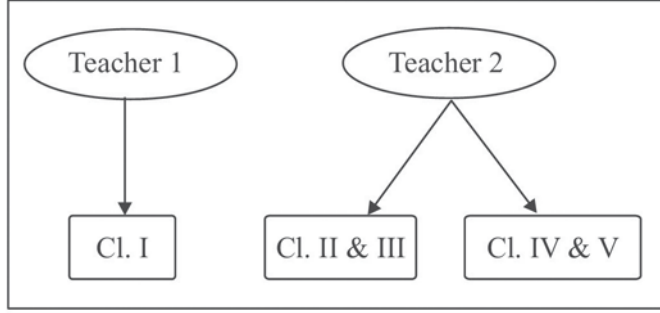 Teacher 1
Teacher 2
Cl. I
Cl. II & III
Cl. IV & V